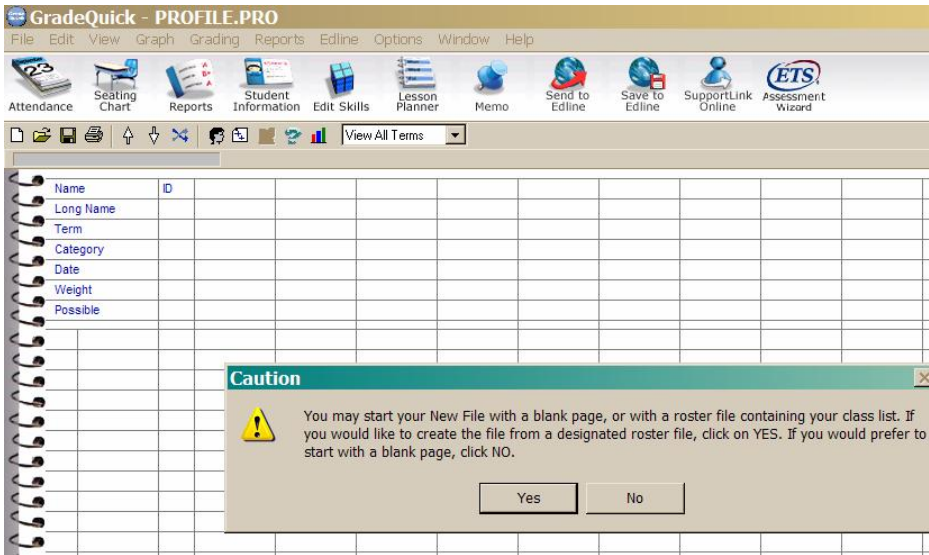 GradeQuick - PROFILE.PRO
File Edit View Graph Grading Reports Edline Options Window Help
23
A
B+
Attendance Seating Chart Reports Student Information Edit Skills Lesson Planner Memo Send to Edline Save to Edline SupportLink Online ETS Assessment Wizard
View All Terms
Name ID
Long Name
Term
Category
Date
Weight
Possible
Caution
You may start your New File with a blank page, or with a roster file containing your class list. If
you would like to create the file from a designated roster file, click on YES. If you would prefer to
start with a blank page, click NO.
Yes No